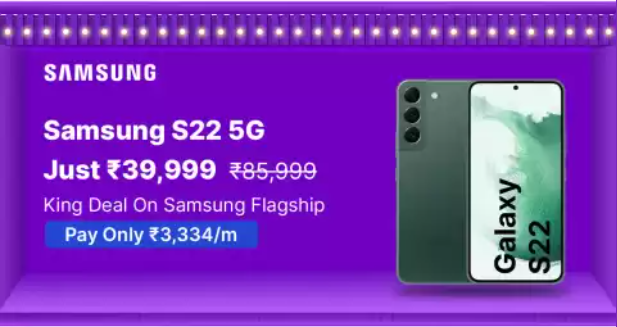 SAMSUNG
Samsung S22 5G
Just ₹39,999 ₹85,999
King Deal On Samsung Flagship
Pay Only ₹3,334/m
Galaxy
S22